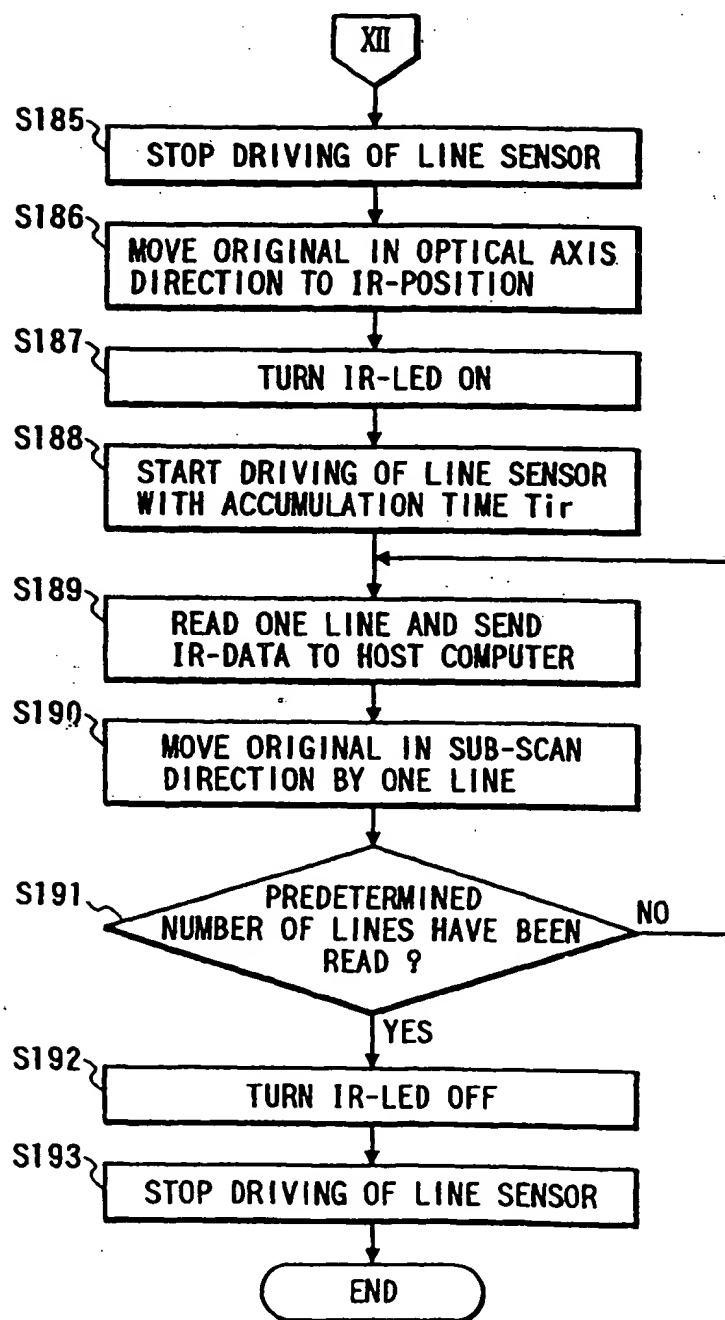 XII
S185
STOP DRIVING OF LINE SENSOR
S186
MOVE ORIGINAL IN OPTICAL AXIS
DIRECTION TO IR-POSITION
S187
TURN IR-LED ON
S188
START DRIVING OF LINE SENSOR
WITH ACCUMULATION TIME Tir
S189
READ ONE LINE AND SEND
IR-DATA TO HOST COMPUTER
S190
MOVE ORIGINAL IN SUB-SCAN
DIRECTION BY ONE LINE
S191
PREDETERMINED
NUMBER OF LINES HAVE BEEN
READ ?
NO
YES
S192
TURN IR-LED OFF
S193
STOP DRIVING OF LINE SENSOR
END